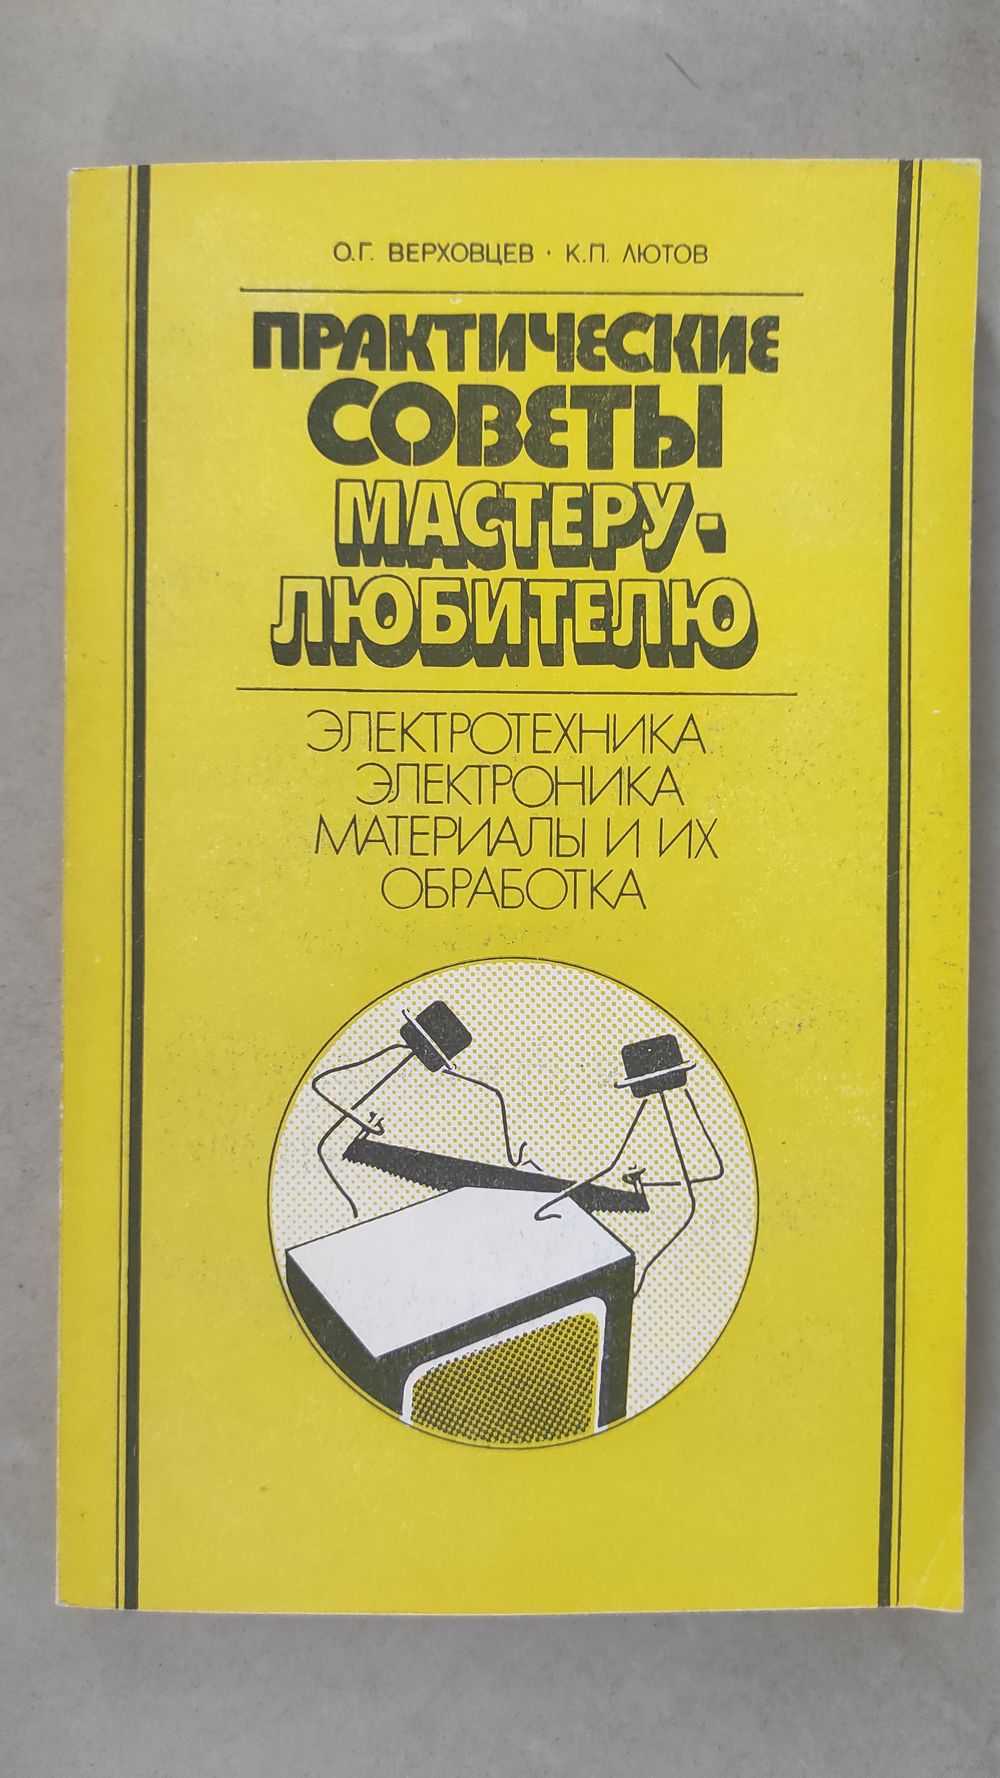 О.Г. ВЕРХОВЦЕВ · К.П. ЛЮТОВ
ПРАКТИЧЕСКИЕ
СОВЕТЫ
МАСТЕРУ-
ЛЮБИТЕЛЮ
ЭЛЕКТРОТЕХНИКА
ЭЛЕКТРОНИКА
МАТЕРИАЛЫ И ИХ
ОБРАБОТКА